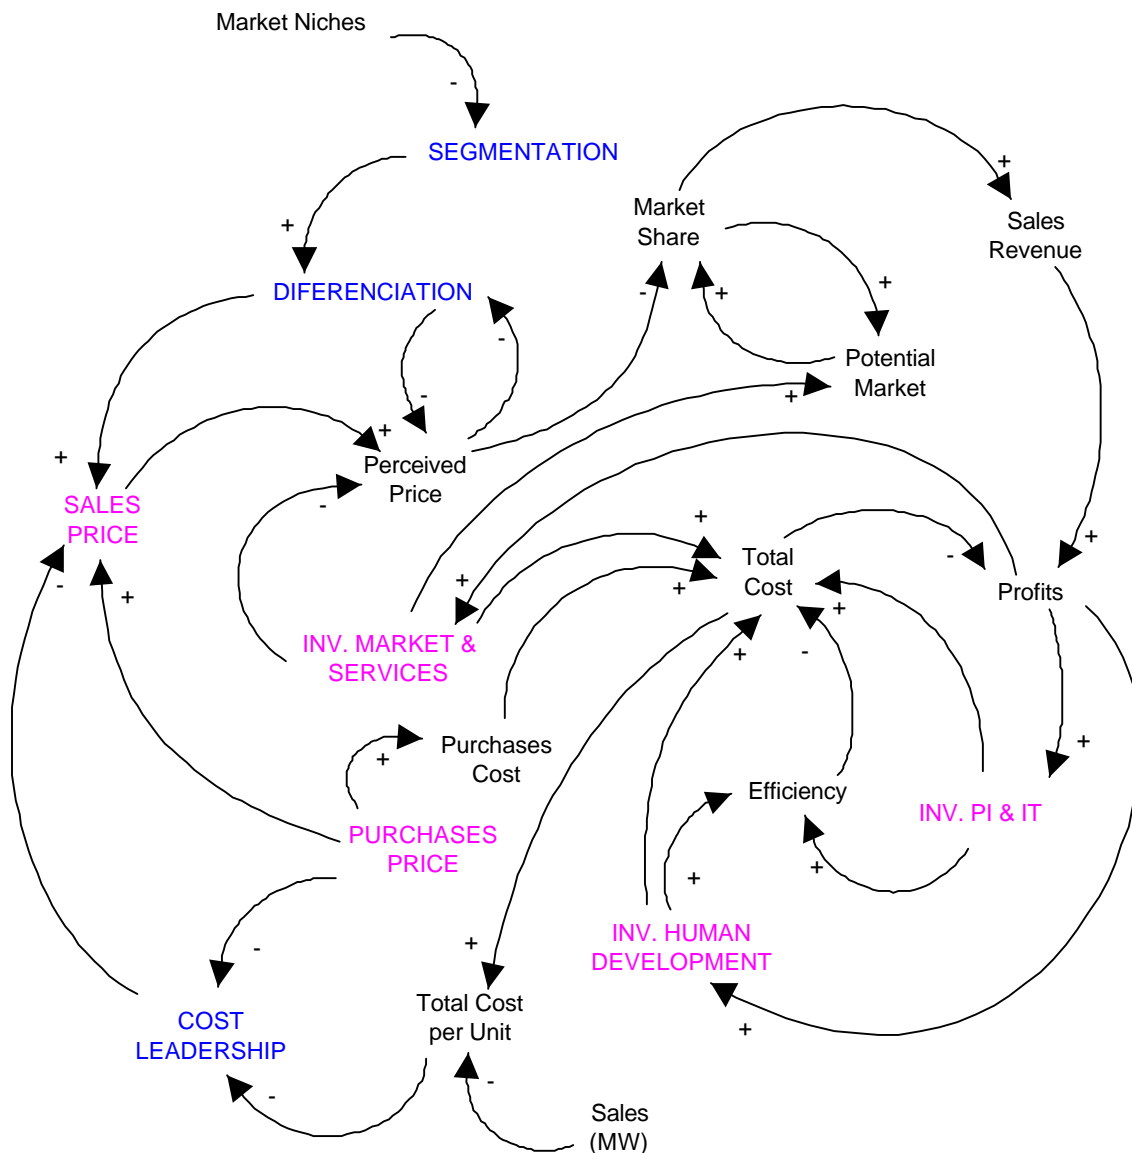 Market Niches
-
SEGMENTATION
+
DIFERENCIATION
Market
Share
+
Sales
Revenue
-
+
+
Potential
Market
-
-
+
+
Perceived
Price
+
SALES
PRICE
-
-
+
+
+
+
Total
Cost
-
+
Profits
INV. MARKET &
SERVICES
+
-
+
Purchases
Cost
+
Efficiency
+
INV. PI & IT
PURCHASES
PRICE
+
+
INV. HUMAN
DEVELOPMENT
-
+
Total Cost
per Unit
COST
LEADERSHIP
+
-
-
Sales
(MW)